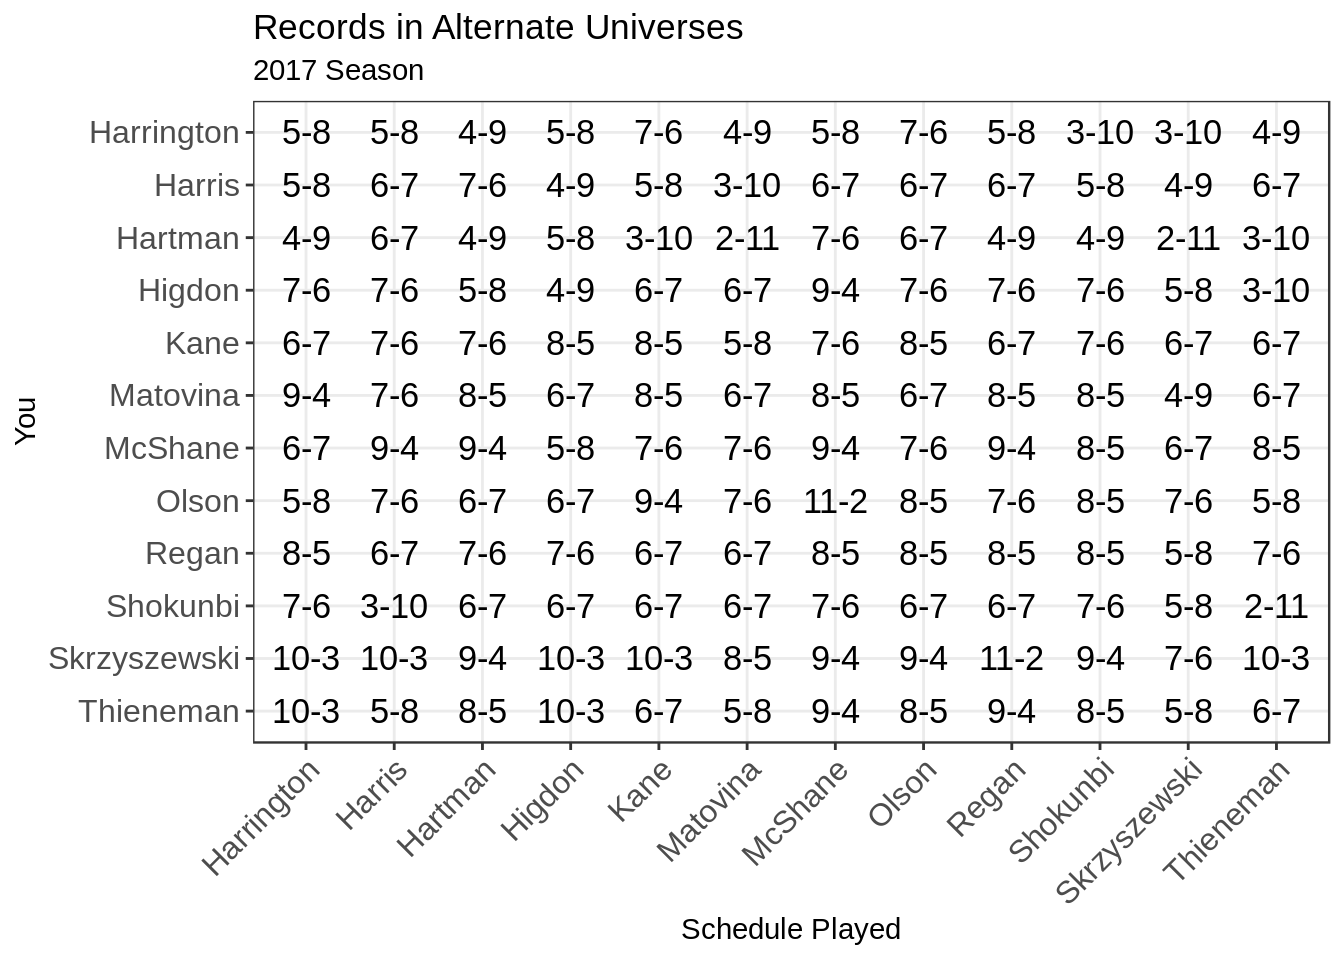 Records in Alternate Universes
2017 Season
Harrington 5-8 5-8 4-9 5-8 7-6 4-9 5-8 7-6 5-8 3-10 3-10 4-9
Harris 5-8 6-7 7-6 4-9 5-8 3-10 6-7 6-7 6-7 5-8 4-9 6-7
Hartman 4-9 6-7 4-9 5-8 3-10 2-11 7-6 6-7 4-9 4-9 2-11 3-10
Higdon 7-6 7-6 5-8 4-9 6-7 6-7 9-4 7-6 7-6 7-6 5-8 3-10
Kane 6-7 7-6 7-6 8-5 8-5 5-8 7-6 8-5 6-7 7-6 6-7 6-7
Matovina 9-4 7-6 8-5 6-7 8-5 6-7 8-5 6-7 8-5 8-5 4-9 6-7
McShane 6-7 9-4 9-4 5-8 7-6 7-6 9-4 7-6 9-4 8-5 6-7 8-5
Olson 5-8 7-6 6-7 6-7 9-4 7-6 11-2 8-5 7-6 8-5 7-6 5-8
Regan 8-5 6-7 7-6 7-6 6-7 6-7 8-5 8-5 8-5 8-5 5-8 7-6
Shokunbi 7-6 3-10 6-7 6-7 6-7 6-7 7-6 6-7 6-7 7-6 5-8 2-11
Skrzyszewski 10-3 10-3 9-4 10-3 10-3 8-5 9-4 9-4 11-2 9-4 7-6 10-3
Thieneman 10-3 5-8 8-5 10-3 6-7 5-8 9-4 8-5 9-4 8-5 5-8 6-7
You
Harrington Harris Hartman Higdon Kane Matovina McShane Olson Regan Shokunbi Skrzyszewski Thieneman
Schedule Played